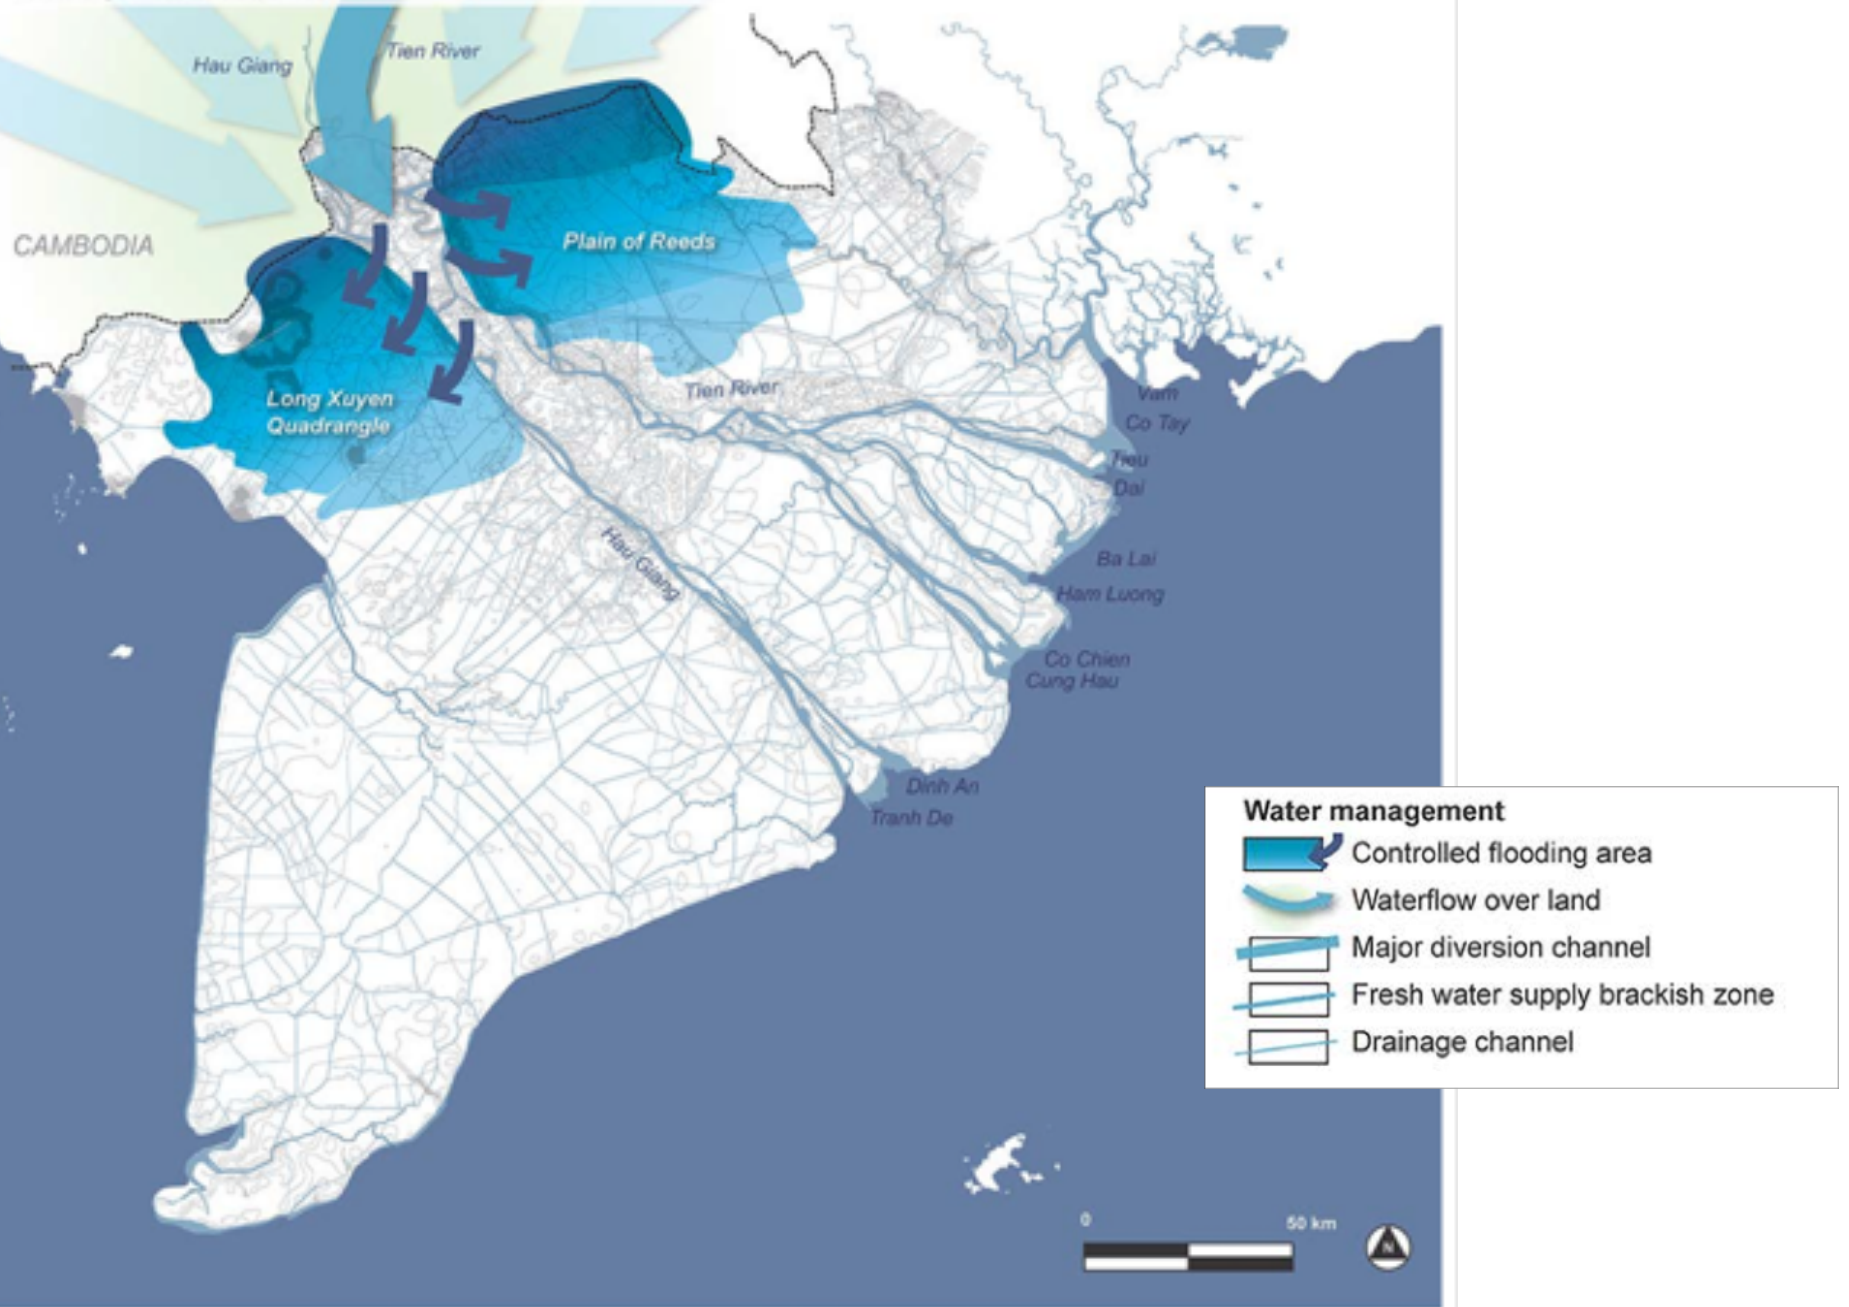 Hau Giang
Tien River
CAMBODIA
Plain of Reeds
Long Xuyen
Quadrangle
Tien River
Hau Giang
Vam
Co Tay
Tieu
Dai
Ba Lai
Ham Luong
Co Chien
Cung Hau
Dinh An
Tranh De
Water management
Controlled flooding area
Waterflow over land
Major diversion channel
Fresh water supply brackish zone
Drainage channel
0
50 km
N